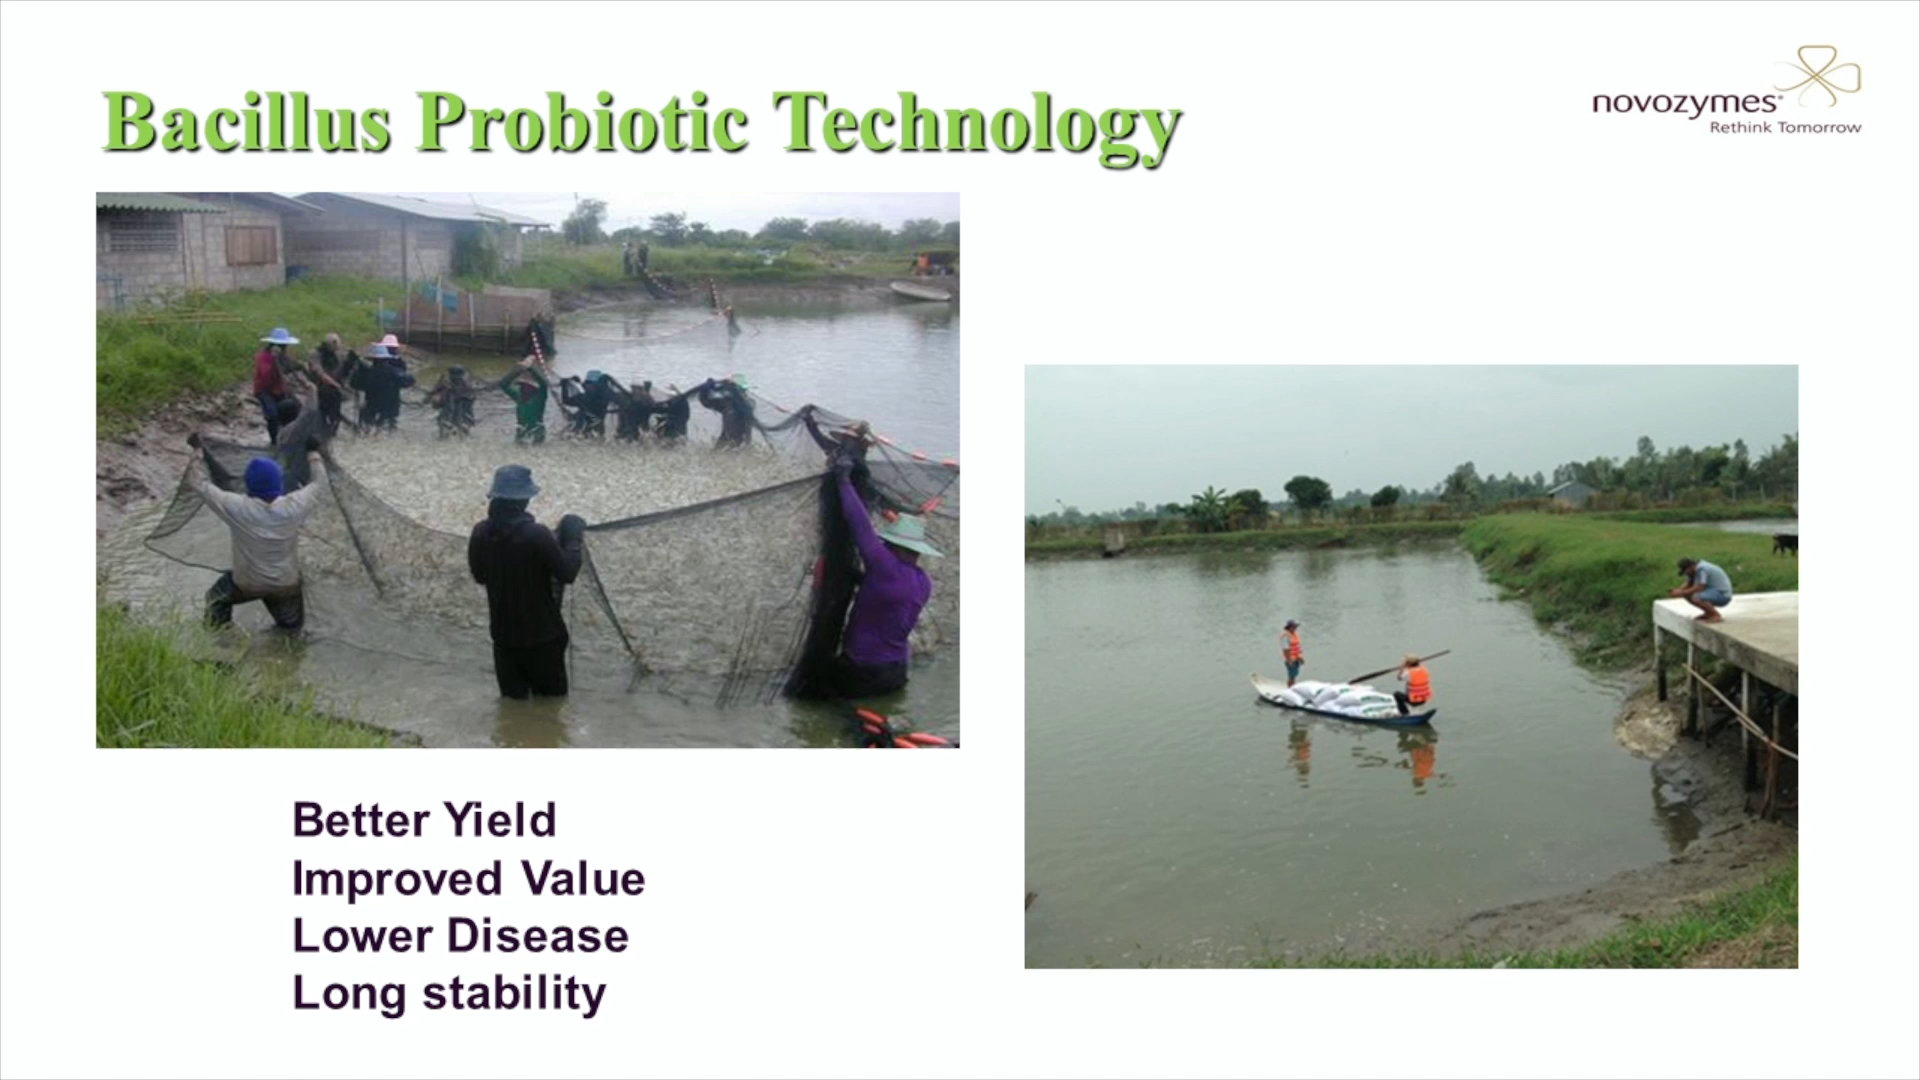 Bacillus Probiotic Technology
novozymes
Rethink Tomorrow
Better Yield
Improved Value
Lower Disease
Long stability